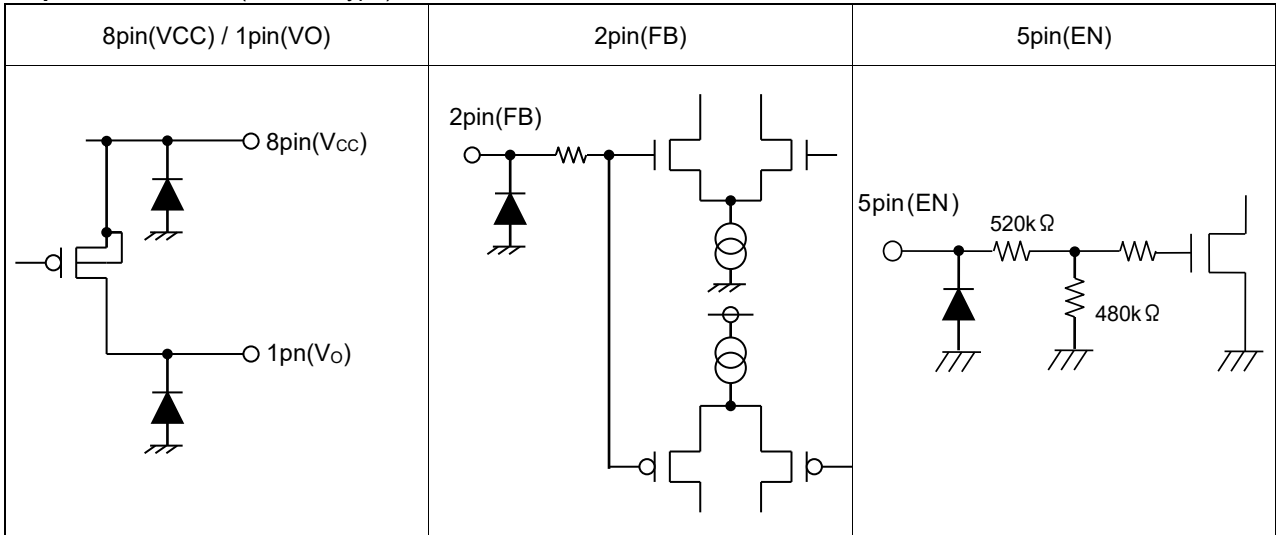 8pin(VCC) / 1pin(VO)
2pin(FB)
5pin(EN)
8pin(VCC)
1pn(VO)
2pin(FB)
5pin(EN)
520kΩ
480kΩ